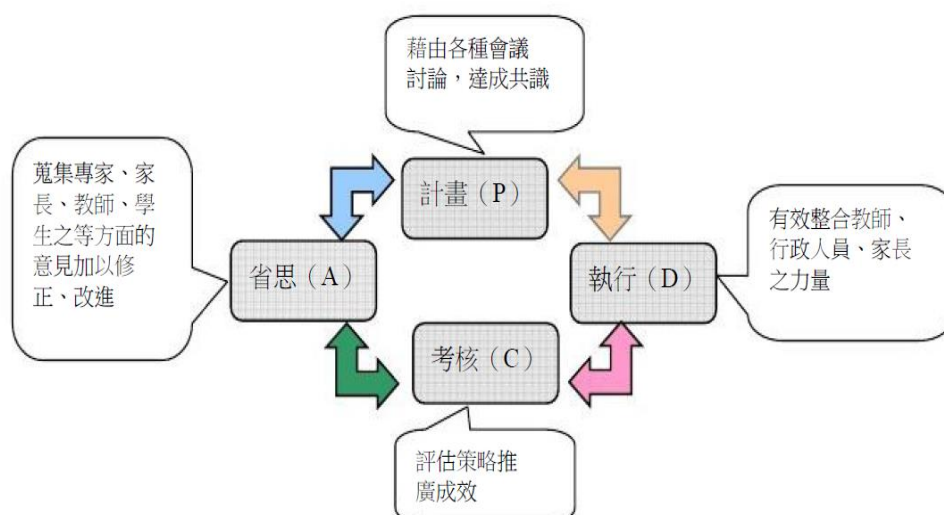 藉由各種會議
討論，達成共識
計畫（P）
蒐集專家、家
長、教師、學
生之等方面的
意見加以修
正、改進
省思（A）
執行（D）
有效整合教師、
行政人員、家長
之力量
考核（C）
評估策略推
廣成效